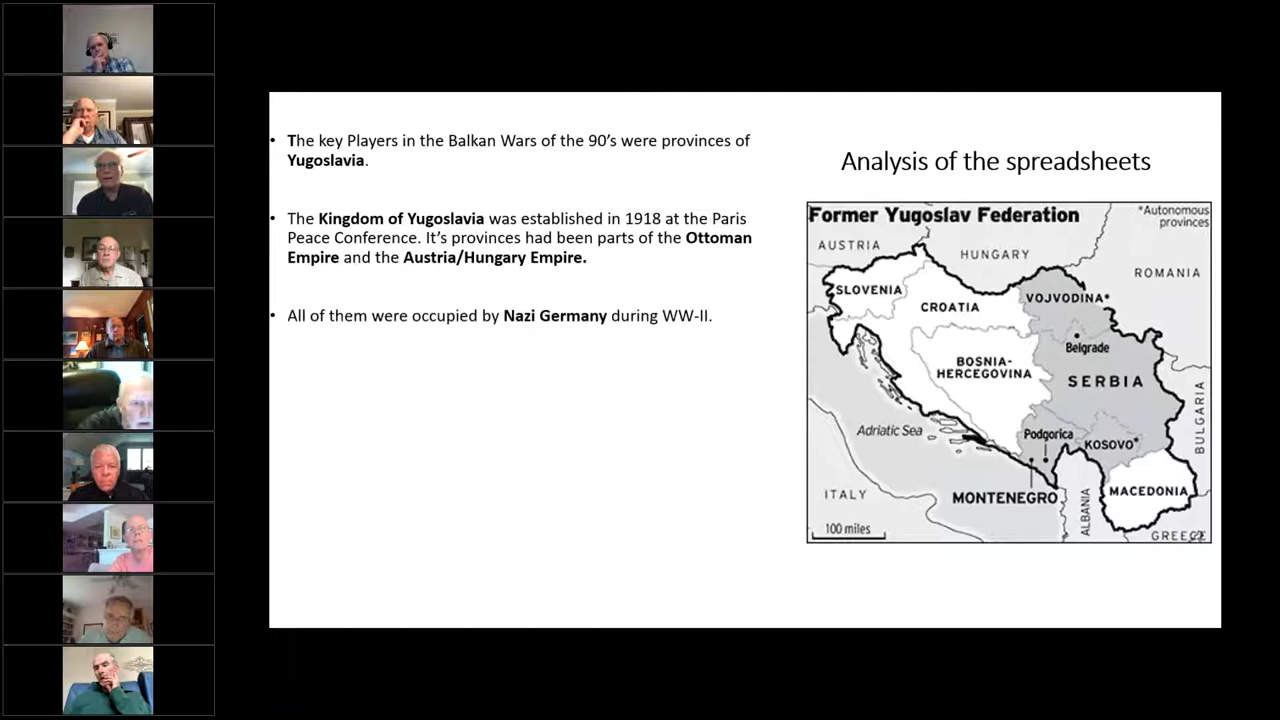 • The key Players in the Balkan Wars of the 90's were provinces of
Yugoslavia.
• The Kingdom of Yugoslavia was established in 1918 at the Paris
Peace Conference. It's provinces had been parts of the Ottoman
Empire and the Austria/Hungary Empire.
• All of them were occupied by Nazi Germany during WW-II.
Analysis of the spreadsheets
Former Yugoslav Federation
*Autonomous
provinces
AUSTRIA
HUNGARY
ROMANIA
SLOVENIA
CROATIA
VOJVODINA*
Belgrade
BOSNIA-
HERCEGOVINA
SERBIA
BULGARIA
Adriatic Sea
Podgorica
KOSOVO*
ITALY
MONTENEGRO
ALBANIA
MACEDONIA
100 miles
GREECE